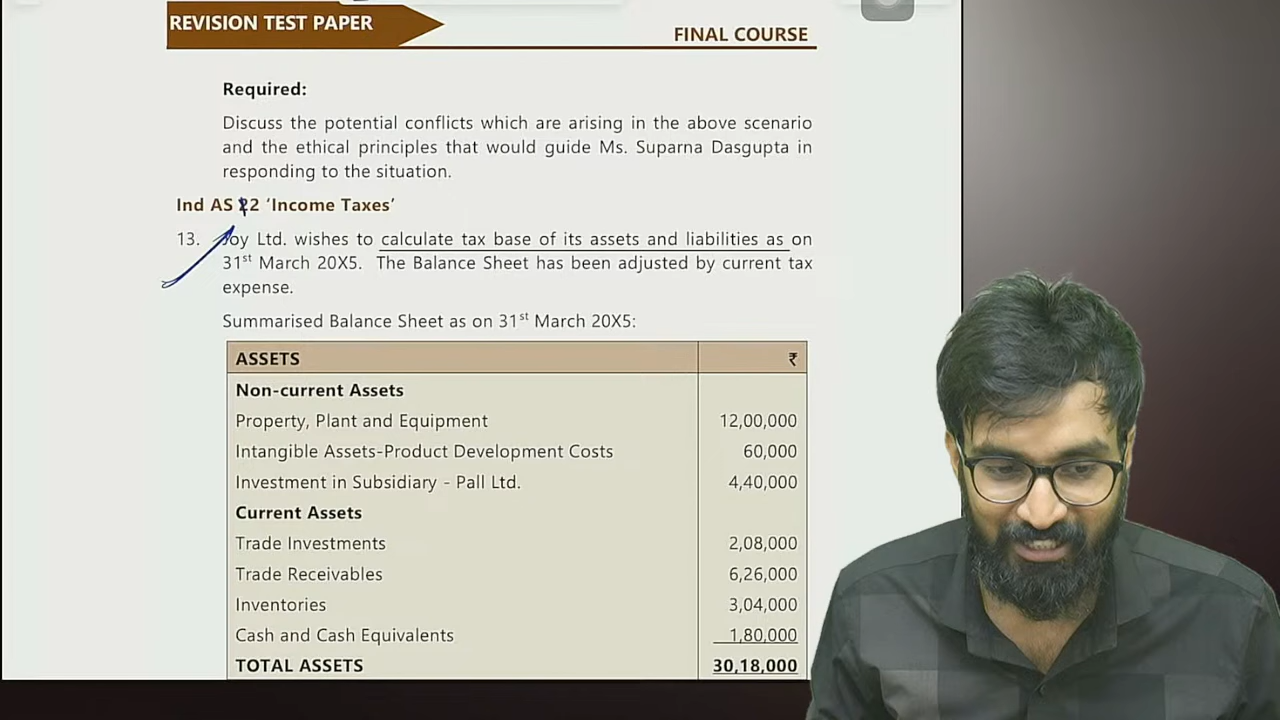 REVISION TEST PAPER
FINAL COURSE
Required:
Discuss the potential conflicts which are arising in the above scenario
and the ethical principles that would guide Ms. Suparna Dasgupta in
responding to the situation.
Ind AS 12 ‘Income Taxes’
13. Joy Ltd. wishes to calculate tax base of its assets and liabilities as on
31st March 20X5. The Balance Sheet has been adjusted by current tax
expense.
Summarised Balance Sheet as on 31st March 20X5:
ASSETS ₹
Non-current Assets
Property, Plant and Equipment 12,00,000
Intangible Assets-Product Development Costs 60,000
Investment in Subsidiary - Pall Ltd. 4,40,000
Current Assets
Trade Investments 2,08,000
Trade Receivables 6,26,000
Inventories 3,04,000
Cash and Cash Equivalents 1,80,000
TOTAL ASSETS 30,18,000